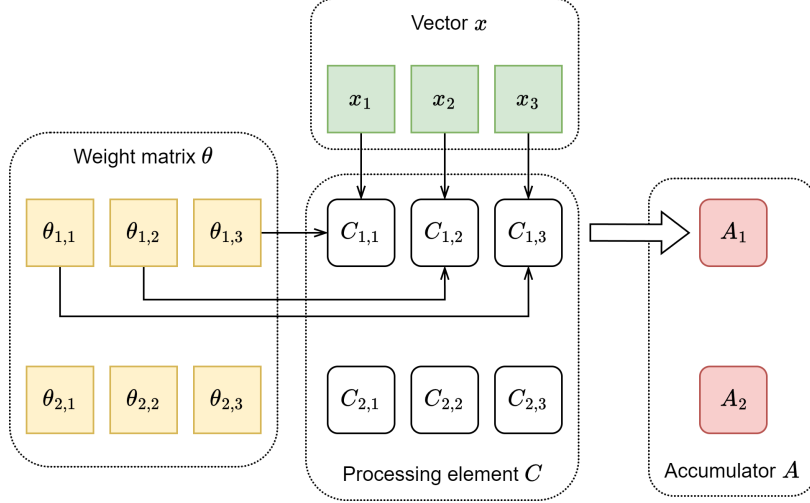 Vector x
x₁ x₂ x₃
Weight matrix θ
θ₁,₁ θ₁,₂ θ₁,₃ C₁,₁ C₁,₂ C₁,₃ A₁
θ₂,₁ θ₂,₂ θ₂,₃ C₂,₁ C₂,₂ C₂,₃ A₂
Processing element C
Accumulator A